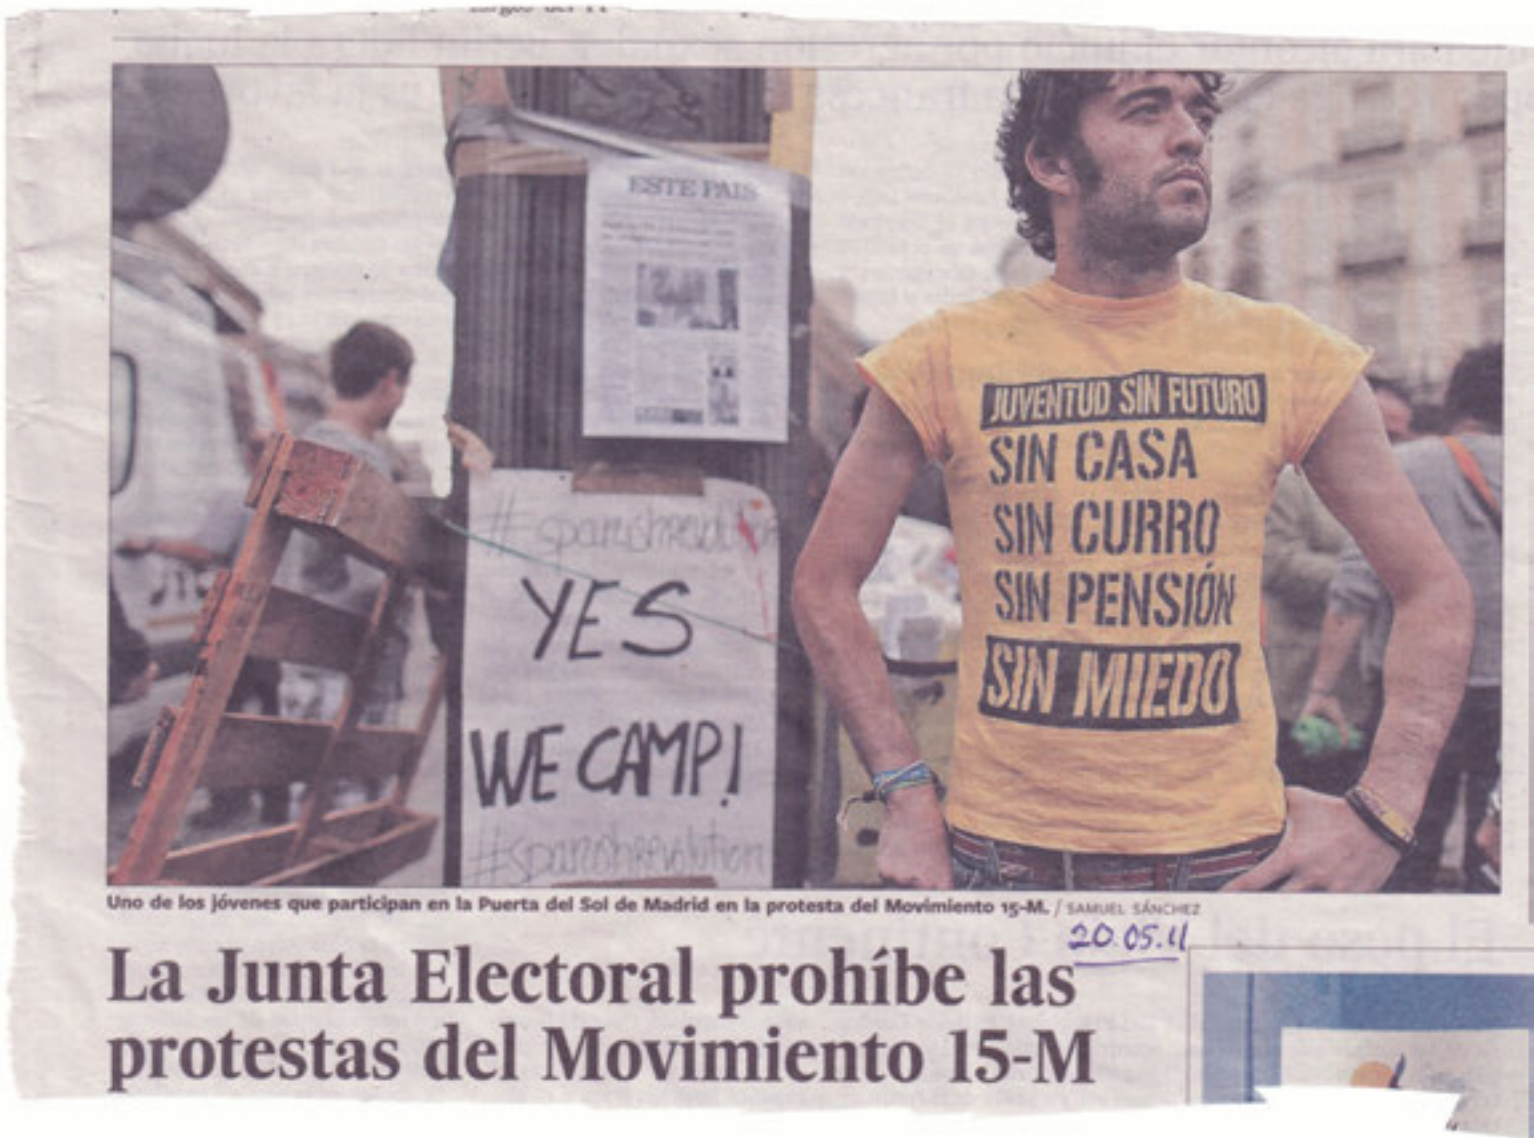 ESTE PAIS
#spanishrevolution
YES
WE CAMP!
#spanishrevolution
JUVENTUD SIN FUTURO
SIN CASA
SIN CURRO
SIN PENSIÓN
SIN MIEDO
Uno de los jóvenes que participan en la Puerta del Sol de Madrid en la protesta del Movimiento 15-M. / SAMUEL SÁNCHEZ
20.05.11
La Junta Electoral prohíbe las
protestas del Movimiento 15-M